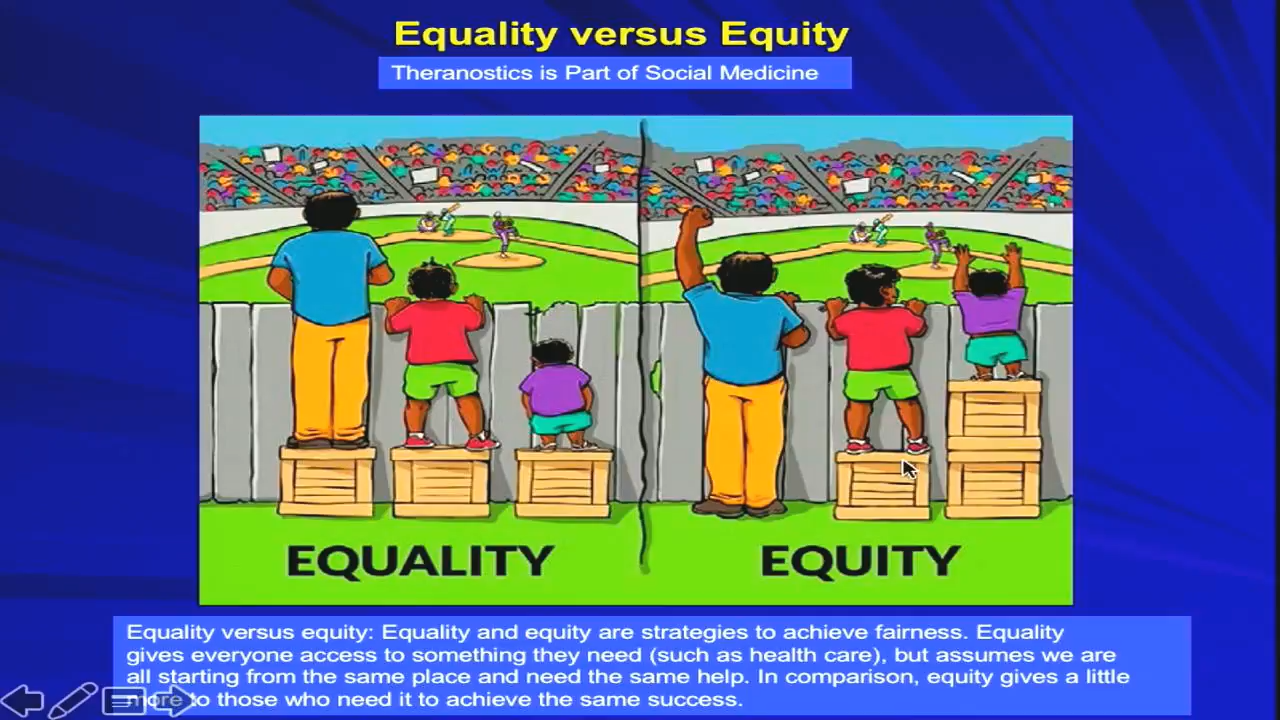 Equality versus Equity
Theranostics is Part of Social Medicine
EQUALITY
EQUITY
Equality versus equity: Equality and equity are strategies to achieve fairness. Equality
gives everyone access to something they need (such as health care), but assumes we are
all starting from the same place and need the same help. In comparison, equity gives a little
more to those who need it to achieve the same success.